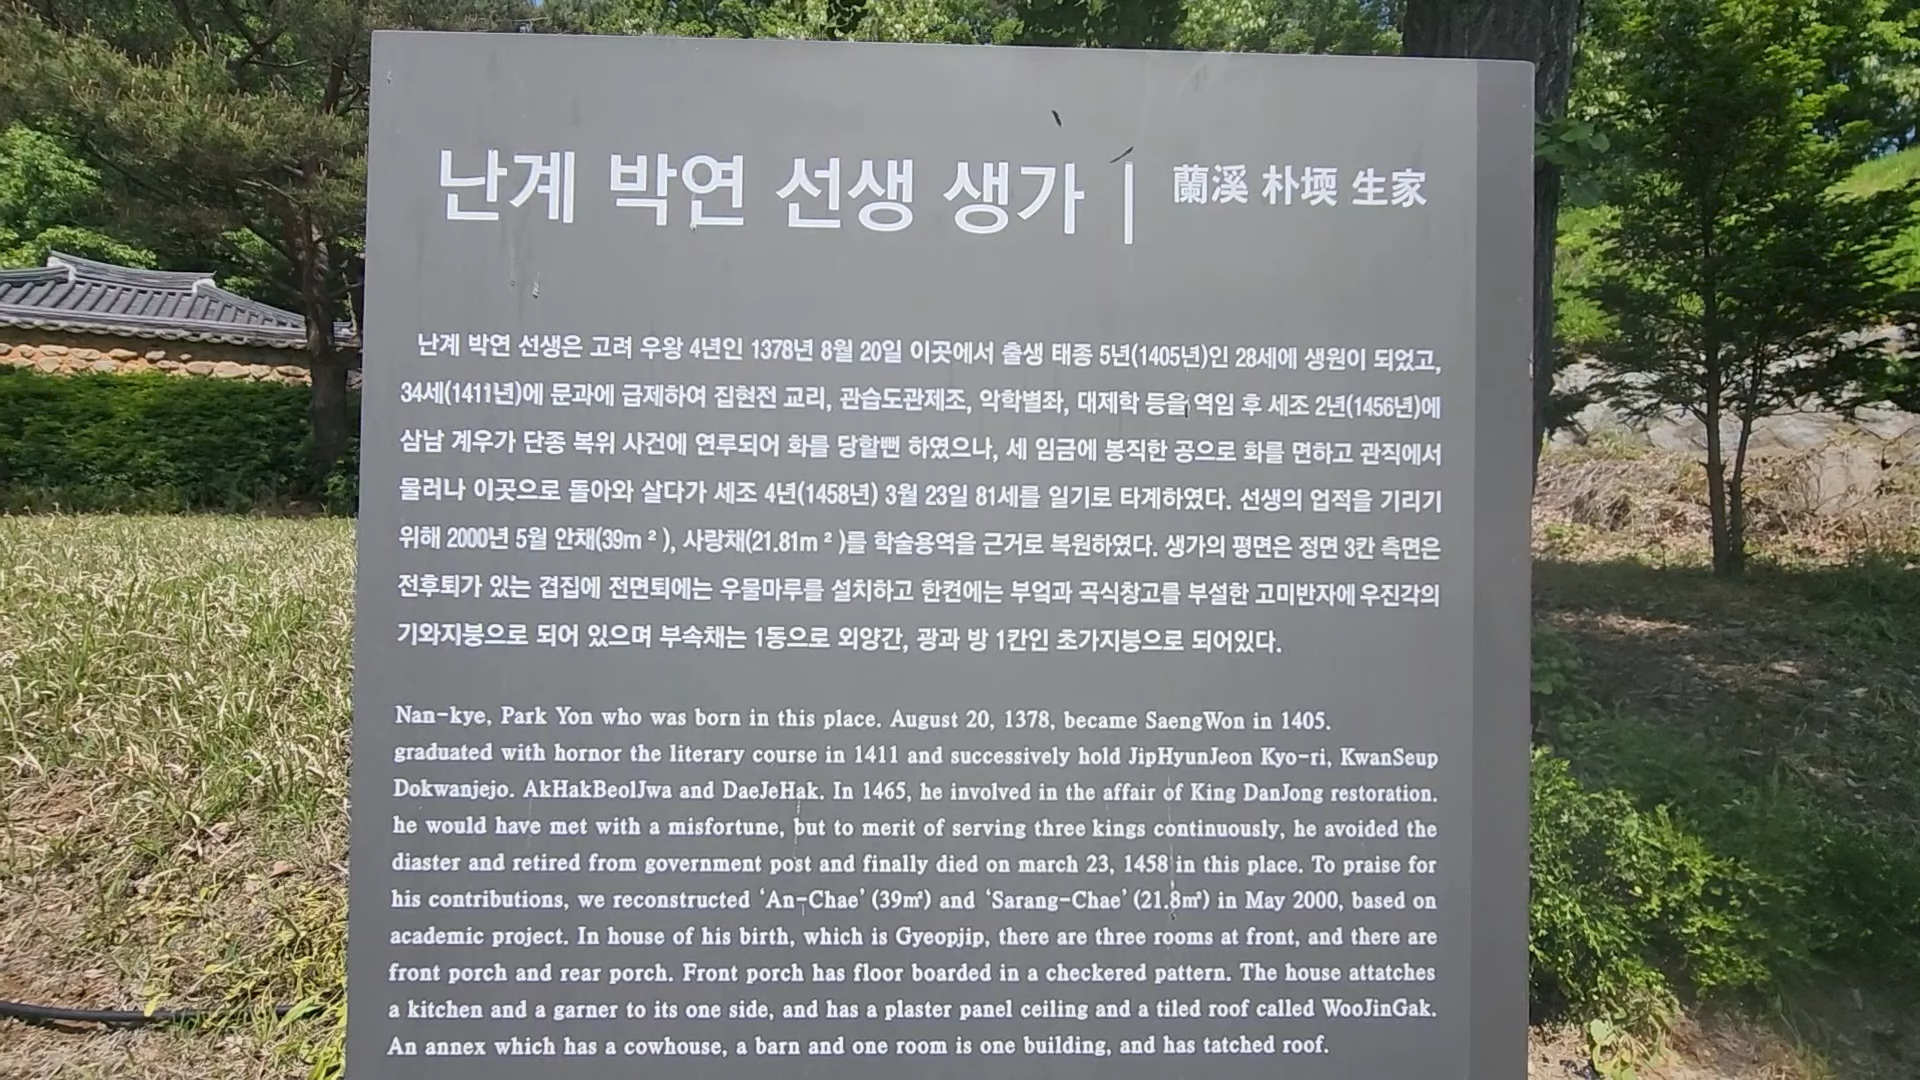 난계 박연 선생 생가 | 蘭溪 朴堧 生家
난계 박연 선생은 고려 우왕 4년인 1378년 8월 20일 이곳에서 출생 태종 5년(1405년)인 28세에 생원이 되었고,
34세(1411년)에 문과에 급제하여 집현전 교리, 관습도관제조, 악학별좌, 대제학 등을 역임 후 세조 2년(1456년)에
삼남 계우가 단종 복위 사건에 연루되어 화를 당할뻔 하였으나, 세 임금에 봉직한 공으로 화를 면하고 관직에서
물러나 이곳으로 돌아와 살다가 세조 4년(1458년) 3월 23일 81세를 일기로 타계하였다. 선생의 업적을 기리기
위해 2000년 5월 안채(39m²), 사랑채(21.81m²)를 학술용역을 근거로 복원하였다. 생가의 평면은 정면 3칸 측면은
전후퇴가 있는 겹집에 전면퇴에는 우물마루를 설치하고 한켠에는 부엌과 곡식창고를 부설한 고미반자에 우진각의
기와지붕으로 되어 있으며 부속채는 1동으로 외양간, 광과 방 1칸인 초가지붕으로 되어있다.
Nan-kye, Park Yon who was born in this place. August 20, 1378, became SaengWon in 1405.
graduated with hornor the literary course in 1411 and successively hold JipHyunJeon Kyo-ri, KwanSeup
Dokwanjejo. AkHakBeolJwa and DaeJeHak. In 1465, he involved in the affair of King DanJong restoration.
he would have met with a misfortune, but to merit of serving three kings continuously, he avoided the
diaster and retired from government post and finally died on march 23, 1458 in this place. To praise for
his contributions, we reconstructed ‘An-Chae’ (39㎡) and ‘Sarang-Chae’ (21.8㎡) in May 2000, based on
academic project. In house of his birth, which is Gyeopjip, there are three rooms at front, and there are
front porch and rear porch. Front porch has floor boarded in a checkered pattern. The house attatches
a kitchen and a garner to its one side, and has a plaster panel ceiling and a tiled roof called WooJinGak.
An annex which has a cowhouse, a barn and one room is one building, and has tatched roof.